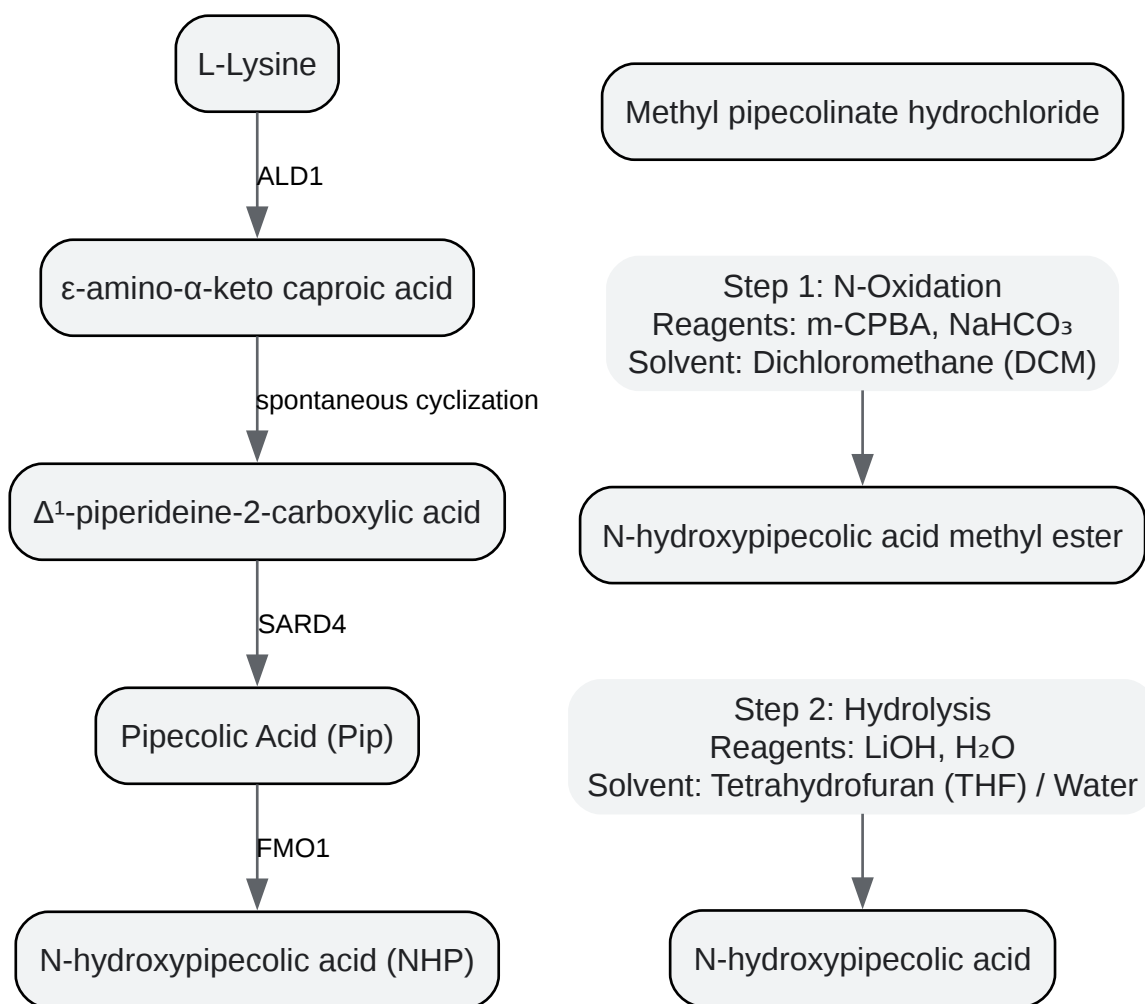 L-Lysine
ALD1
ε-amino-α-keto caproic acid
spontaneous cyclization
Δ¹-piperideine-2-carboxylic acid
SARD4
Pipecolic Acid (Pip)
FMO1
N-hydroxypipecolic acid (NHP)
Methyl pipecolinate hydrochloride
Step 1: N-Oxidation
Reagents: m-CPBA, NaHCO₃
Solvent: Dichloromethane (DCM)
N-hydroxypipecolic acid methyl ester
Step 2: Hydrolysis
Reagents: LiOH, H₂O
Solvent: Tetrahydrofuran (THF) / Water
N-hydroxypipecolic acid